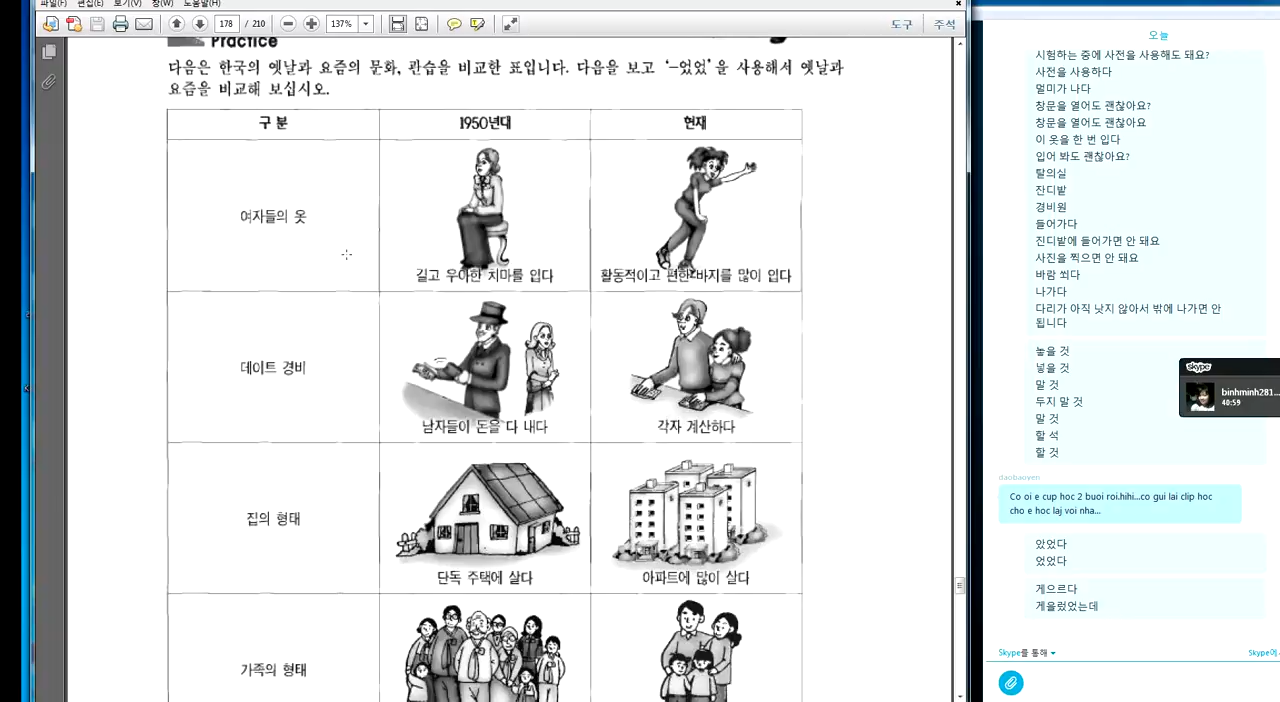 파일(F) 편집(E) 보기(V) 창(W) 도움말(H)
178 / 210 137% 도구 주석
Practice
다음은 한국의 옛날과 요즘의 문화, 관습을 비교한 표입니다. 다음을 보고 '-었었'을 사용해서 옛날과
요즘을 비교해 보십시오.
구 분 1950년대 현재
여자들의 옷
길고 우아한 치마를 입다 활동적이고 편한 바지를 많이 입다
데이트 경비
남자들이 돈을 다 내다 각자 계산하다
집의 형태
단독 주택에 살다 아파트에 많이 살다
가족의 형태
오늘
시험하는 중에 사전을 사용해도 돼요?
사전을 사용하다
멀미가 나다
창문을 열어도 괜찮아요?
창문을 열어도 괜찮아요
이 옷을 한 번 입다
입어 봐도 괜찮아요?
탈의실
잔디밭
경비원
들어가다
진디밭에 들어가면 안 돼요
사진을 찍으면 안 돼요
바람 쐬다
나가다
다리가 아직 낫지 않아서 밖에 나가면 안
됩니다
놓을 것
넣을 것
말 것
두지 말 것
말 것
할 석
할 것
skype
binhminh281...
40:59
daobaoyen
Co oi e cup hoc 2 buoi roi.hihi...co gui lai clip hoc
cho e hoc laj voi nha...
았었다
었었다
게으르다
게을렀었는데
Skype를 통해